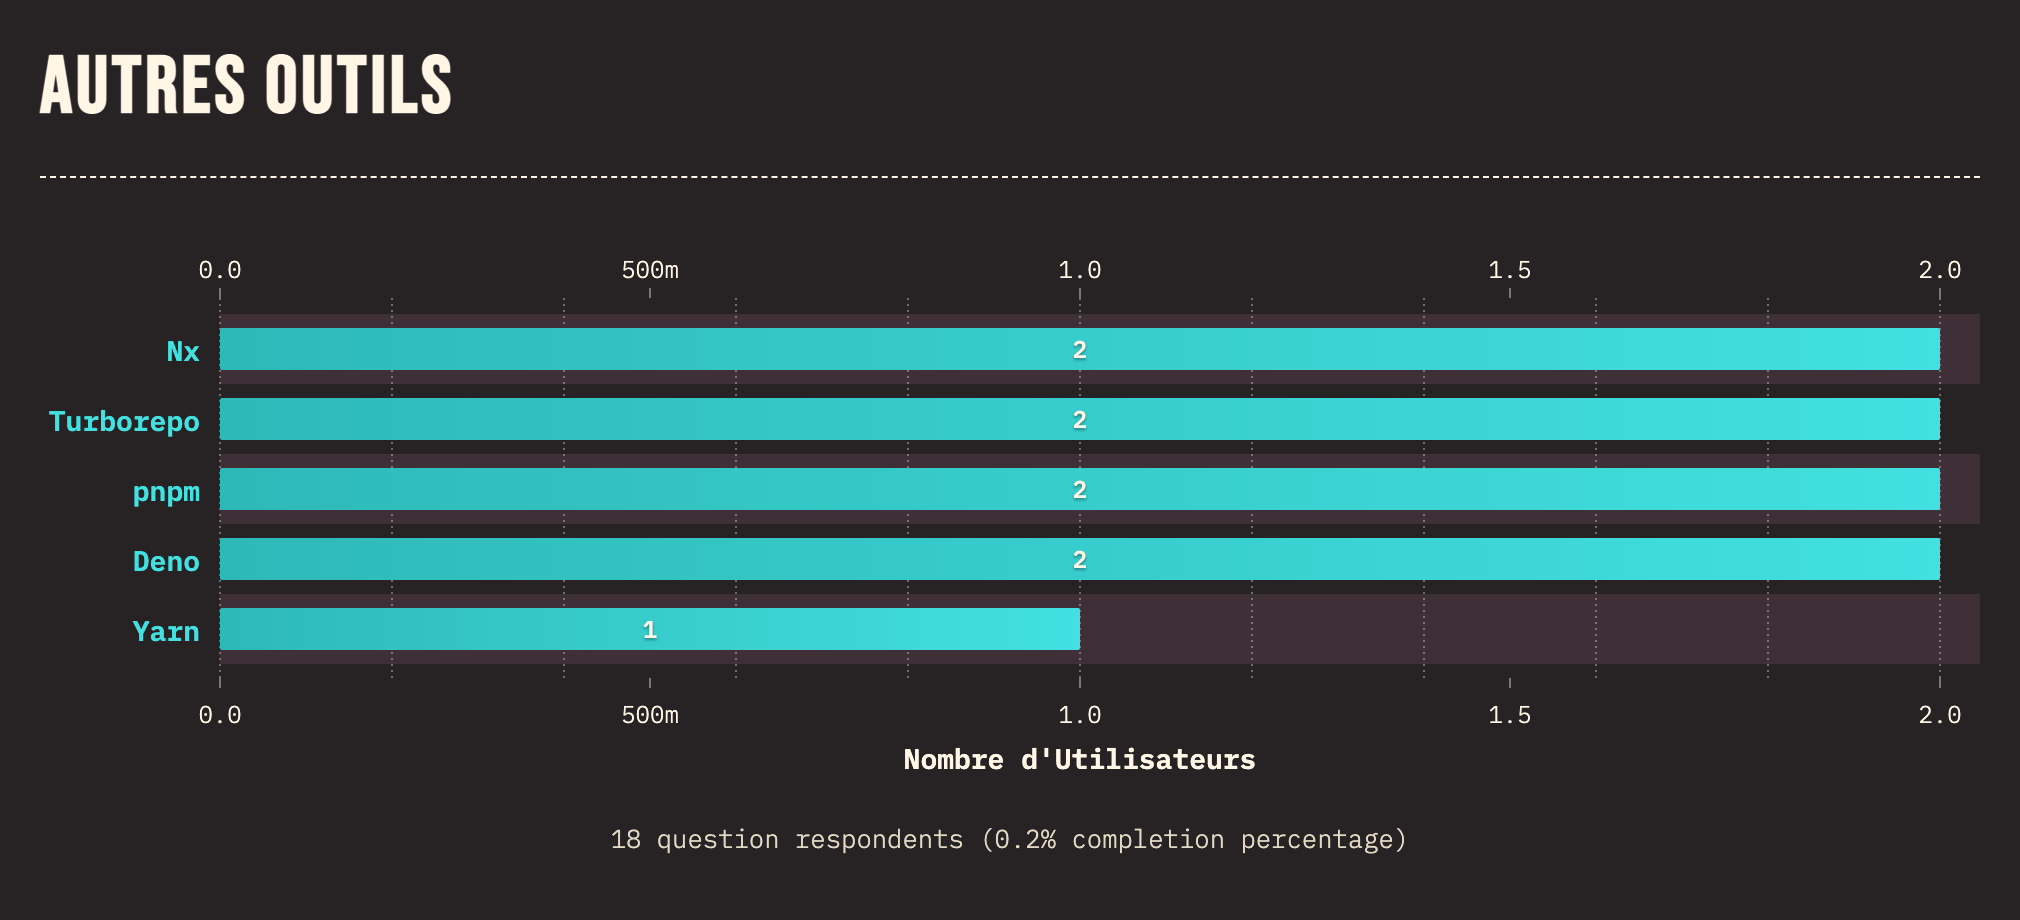 AUTRES OUTILS
0.0 500m 1.0 1.5 2.0
Nx 2
Turborepo 2
pnpm 2
Deno 2
Yarn 1
0.0 500m 1.0 1.5 2.0
Nombre d'Utilisateurs
18 question respondents (0.2% completion percentage)